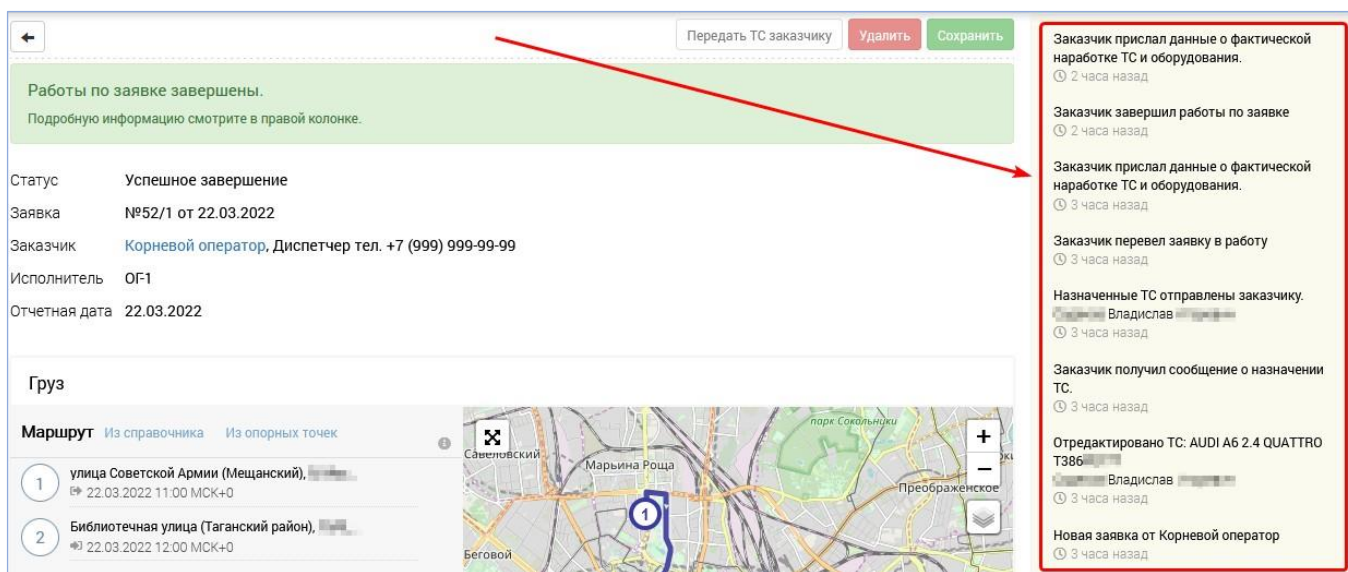 Передать ТС заказчику
Удалить
Сохранить
Работы по заявке завершены.
Подробную информацию смотрите в правой колонке.
Статус Успешное завершение
Заявка №52/1 от 22.03.2022
Заказчик Корневой оператор, Диспетчер тел. +7 (999) 999-99-99
Исполнитель ОГ-1
Отчетная дата 22.03.2022
Груз
Маршрут Из справочника Из опорных точек
1
улица Советской Армии (Мещанский),
22.03.2022 11:00 МСК+0
2
Библиотечная улица (Таганский район),
22.03.2022 12:00 МСК+0
парк Сокольники
Савёловский
Марьина Роща
Преображенское
1
Беговой
+
−
Заказчик прислал данные о фактической
наработке ТС и оборудования.
2 часа назад
Заказчик завершил работы по заявке
2 часа назад
Заказчик прислал данные о фактической
наработке ТС и оборудования.
3 часа назад
Заказчик перевел заявку в работу
3 часа назад
Назначенные ТС отправлены заказчику.
Владислав
3 часа назад
Заказчик получил сообщение о назначении
ТС.
3 часа назад
Отредактировано ТС: AUDI A6 2.4 QUATTRO
Т386
Владислав
3 часа назад
Новая заявка от Корневой оператор
3 часа назад